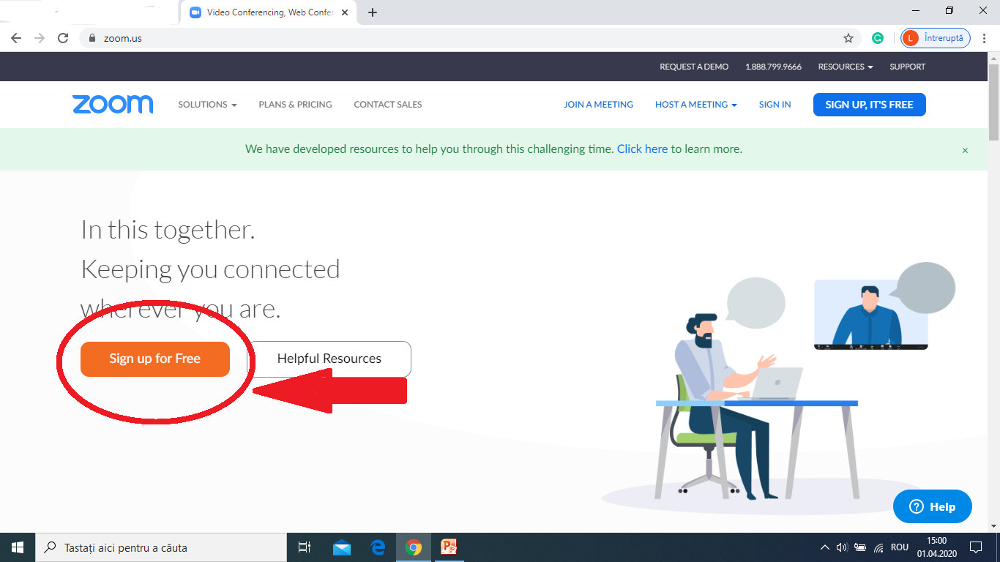 Video Conferencing, Web Confer
zoom.us
L Întreruptă
REQUEST A DEMO 1.888.799.9666 RESOURCES SUPPORT
zoom SOLUTIONS PLANS & PRICING CONTACT SALES JOIN A MEETING HOST A MEETING SIGN IN SIGN UP, IT'S FREE
We have developed resources to help you through this challenging time. Click here to learn more.
In this together.
Keeping you connected
wherever you are.
Sign up for Free Helpful Resources
Help
Tastați aici pentru a căuta
ROU
15:00
01.04.2020